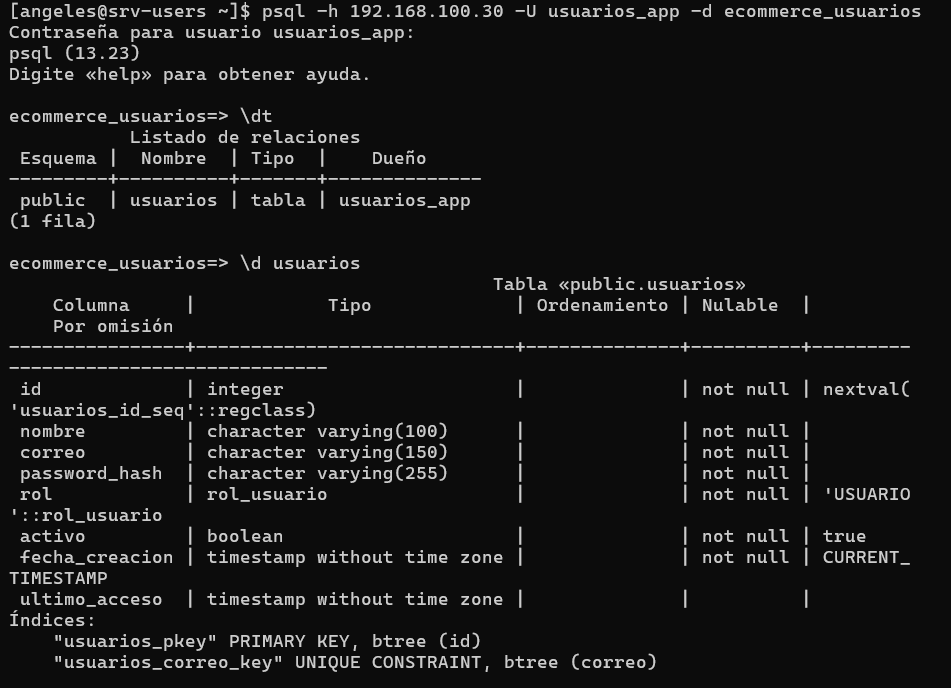 [angeles@srv-users ~]$ psql -h 192.168.100.30 -U usuarios_app -d ecommerce_usuarios
Contraseña para usuario usuarios_app:
psql (13.23)
Digite «help» para obtener ayuda.
ecommerce_usuarios=> \dt
          Listado de relaciones
 Esquema |  Nombre  | Tipo  |    Dueño
---------+----------+-------+--------------
 public  | usuarios | tabla | usuarios_app
(1 fila)
ecommerce_usuarios=> \d usuarios
                                            Tabla «public.usuarios»
    Columna     |            Tipo             | Ordenamiento | Nulable  |
    Por omisión
----------------+-----------------------------+--------------+----------+---------
-----------------------------
 id             | integer                     |              | not null | nextval(
'usuarios_id_seq'::regclass)
 nombre         | character varying(100)      |              | not null |
 correo         | character varying(150)      |              | not null |
 password_hash  | character varying(255)      |              | not null |
 rol            | rol_usuario                 |              | not null | 'USUARIO
'::rol_usuario
 activo         | boolean                     |              | not null | true
 fecha_creacion | timestamp without time zone |              | not null | CURRENT_
TIMESTAMP
 ultimo_acceso  | timestamp without time zone |              |          |
Índices:
    "usuarios_pkey" PRIMARY KEY, btree (id)
    "usuarios_correo_key" UNIQUE CONSTRAINT, btree (correo)